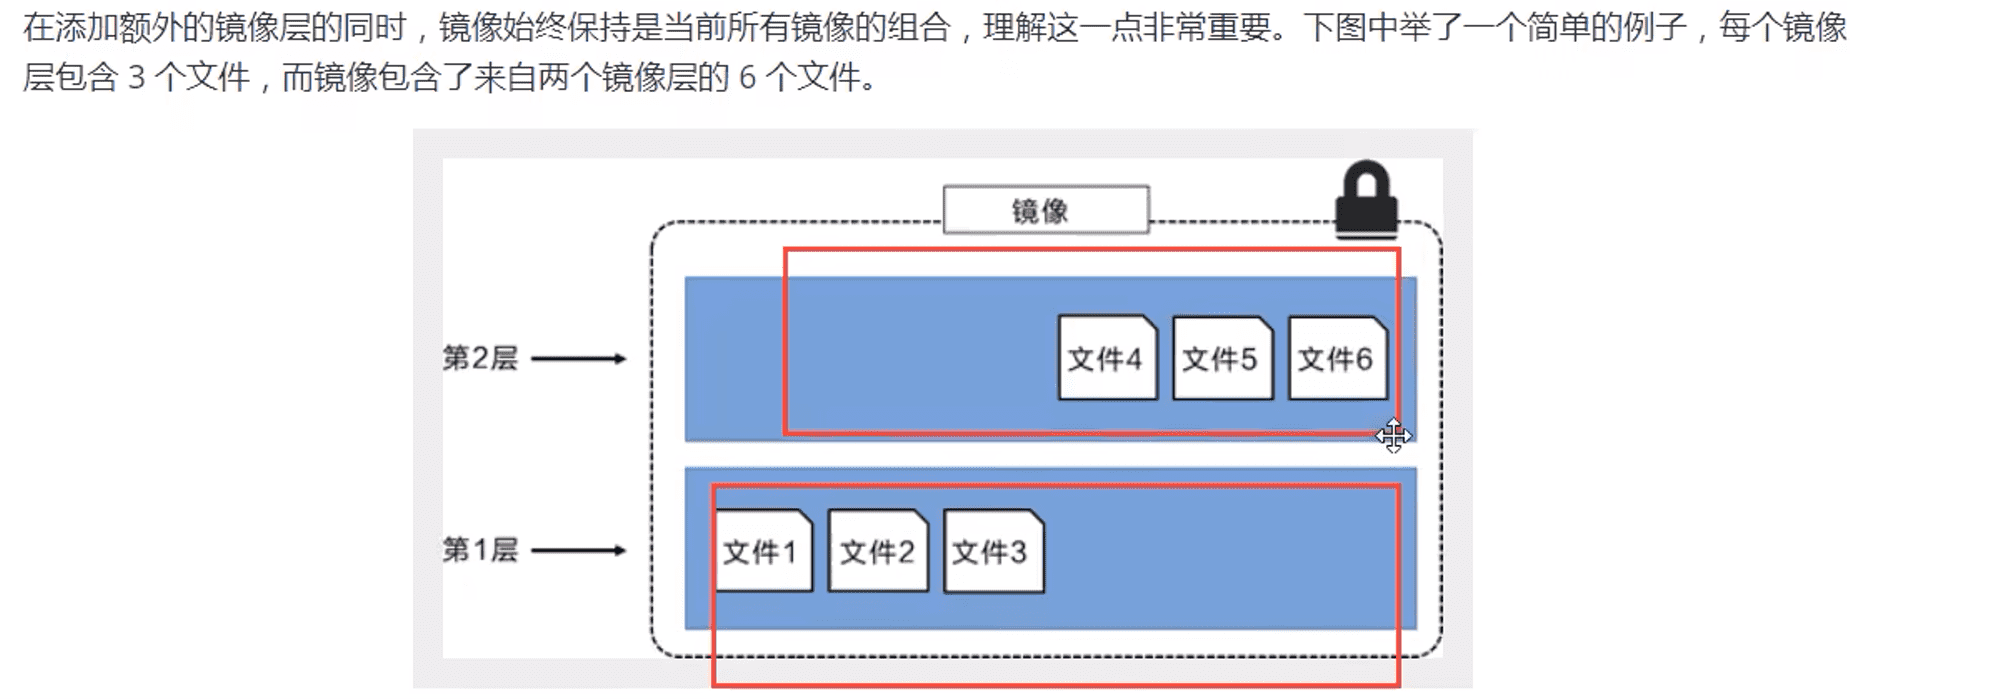 在添加额外的镜像层的同时，镜像始终保持是当前所有镜像的组合，理解这一点非常重要。下图中举了一个简单的例子，每个镜像
层包含 3 个文件，而镜像包含了来自两个镜像层的 6 个文件。
镜像
第2层
文件4
文件5
文件6
第1层
文件1
文件2
文件3